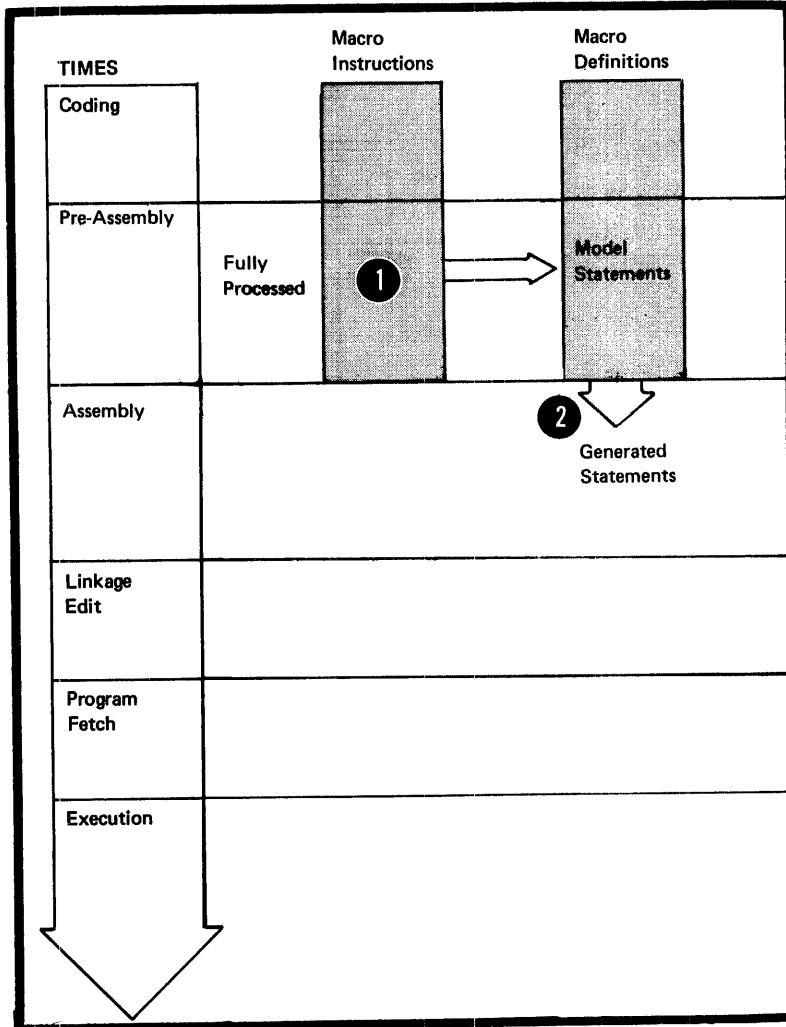 Macro
Instructions
Macro
Definitions
TIMES
Coding
Pre-Assembly
Fully
Processed
1
Model
Statements
Assembly
2
Generated
Statements
Linkage
Edit
Program
Fetch
Execution